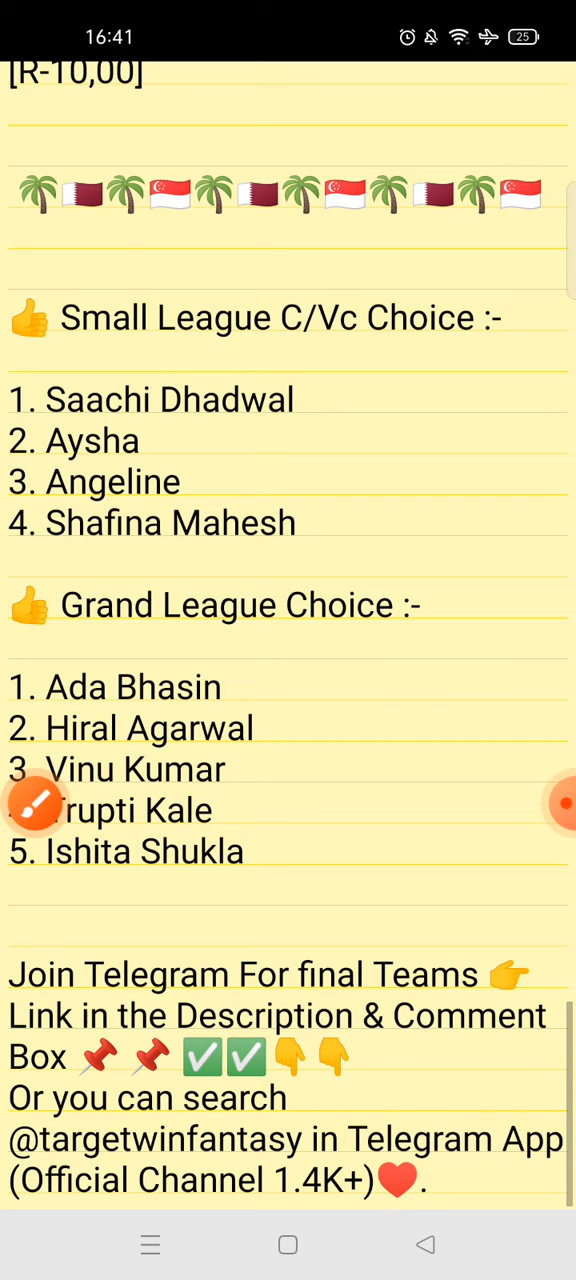 16:41
25
[R-10,00]
🌴🇶🇦🌴🇸🇬🌴🇶🇦🌴🇸🇬🌴🇶🇦🌴🇸🇬
👍 Small League C/Vc Choice :-
1. Saachi Dhadwal
2. Aysha
3. Angeline
4. Shafina Mahesh
👍 Grand League Choice :-
1. Ada Bhasin
2. Hiral Agarwal
3. Vinu Kumar
Trupti Kale
5. Ishita Shukla
Join Telegram For final Teams 👉
Link in the Description & Comment
Box 📌 📌 ✅✅👇👇
Or you can search
@targetwinfantasy in Telegram App
(Official Channel 1.4K+)♥️.